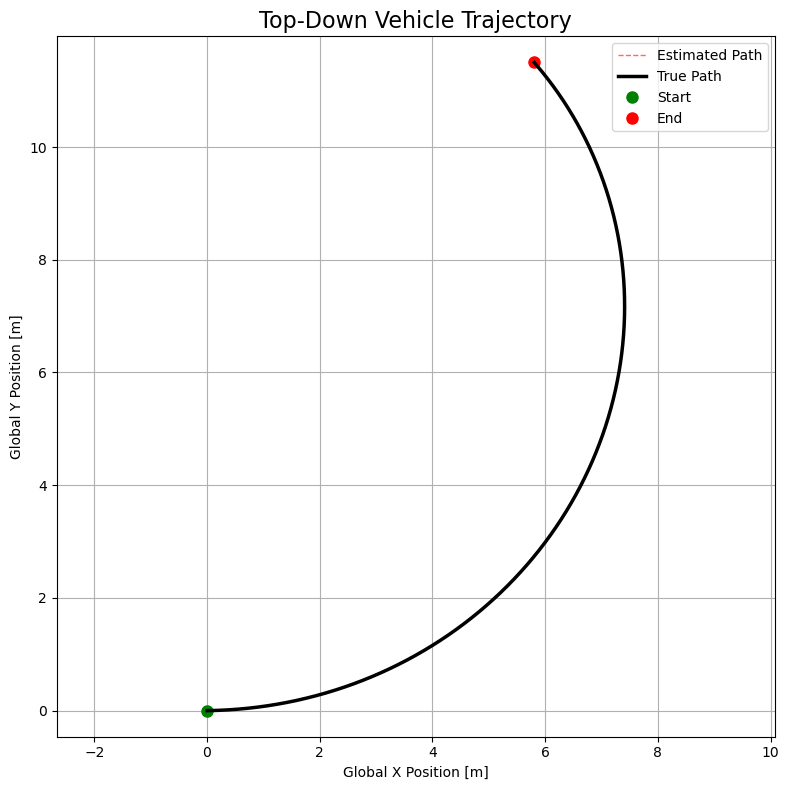 Top-Down Vehicle Trajectory
Estimated Path
True Path
Start
End
Global Y Position [m]
10
8
6
4
2
0
−2
0
2
4
6
8
10
Global X Position [m]